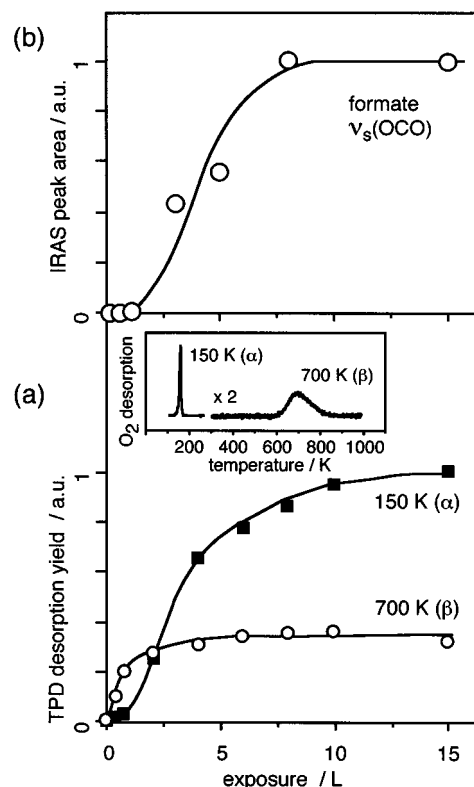 (b)
IRAS peak area / a.u.
1
0
formate
νs(OCO)
(a)
O2 desorption
150 K (α)
x 2
700 K (β)
200 400 600 800 1000
temperature / K
TPD desorption yield / a.u.
1
0
150 K (α)
700 K (β)
0 5 10 15
exposure / L